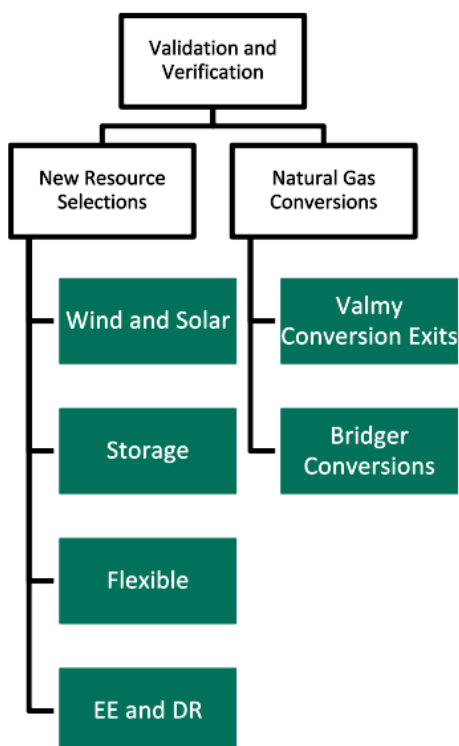 Validation and
Verification
New Resource
Selections
Natural Gas
Conversions
Wind and Solar
Storage
Flexible
EE and DR
Valmy
Conversion Exits
Bridger
Conversions